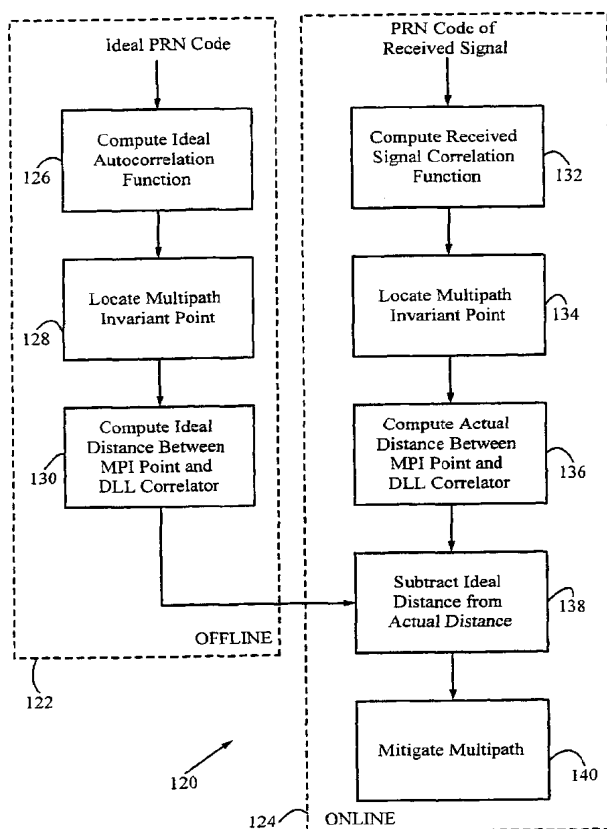 Ideal PRN Code
Compute Ideal
Autocorrelation
Function
126
Locate Multipath
Invariant Point
128
Compute Ideal
Distance Between
MPI Point and
DLL Correlator
130
OFFLINE
122
120
PRN Code of
Received Signal
Compute Received
Signal Correlation
Function
132
Locate Multipath
Invariant Point
134
Compute Actual
Distance Between
MPI Point and
DLL Correlator
136
Subtract Ideal
Distance from
Actual Distance
138
Mitigate Multipath
140
124
ONLINE